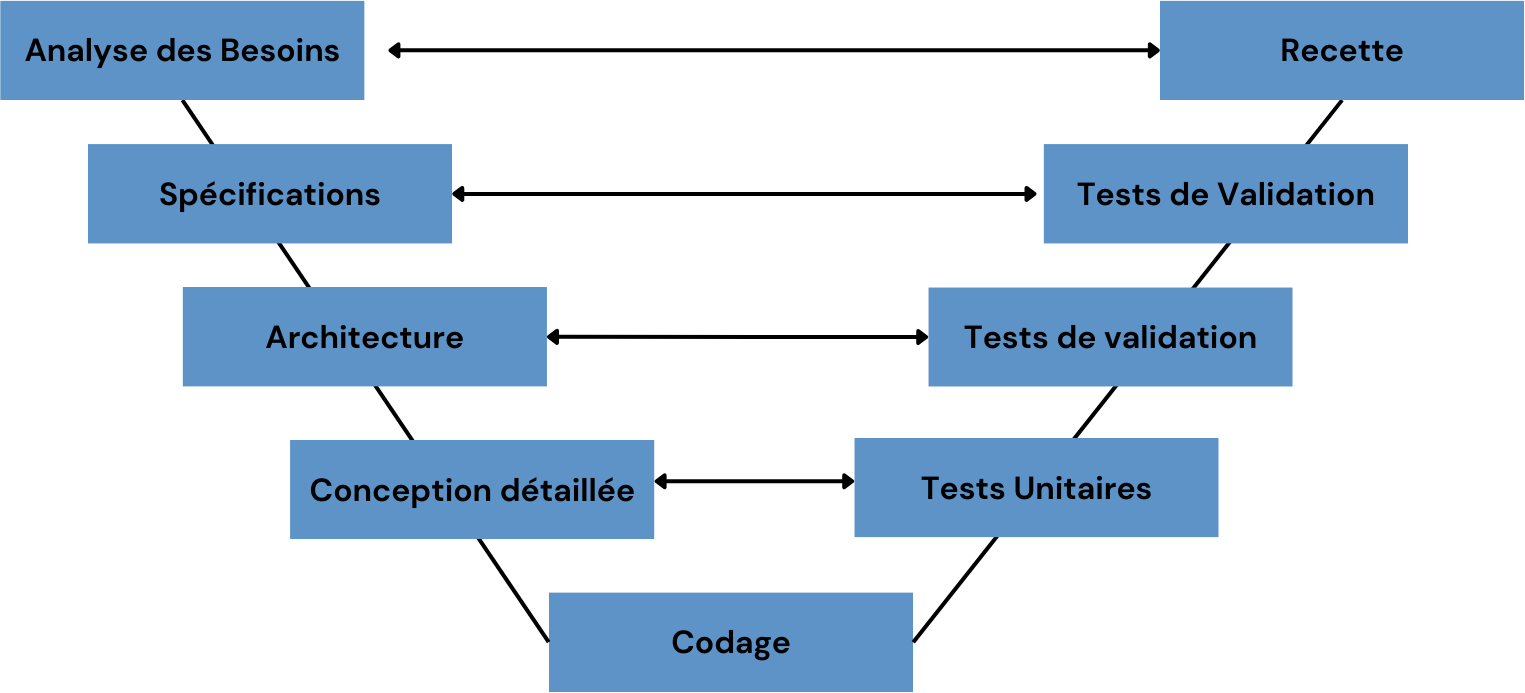 Analyse des Besoins
Recette
Spécifications
Tests de Validation
Architecture
Tests de validation
Conception détaillée
Tests Unitaires
Codage